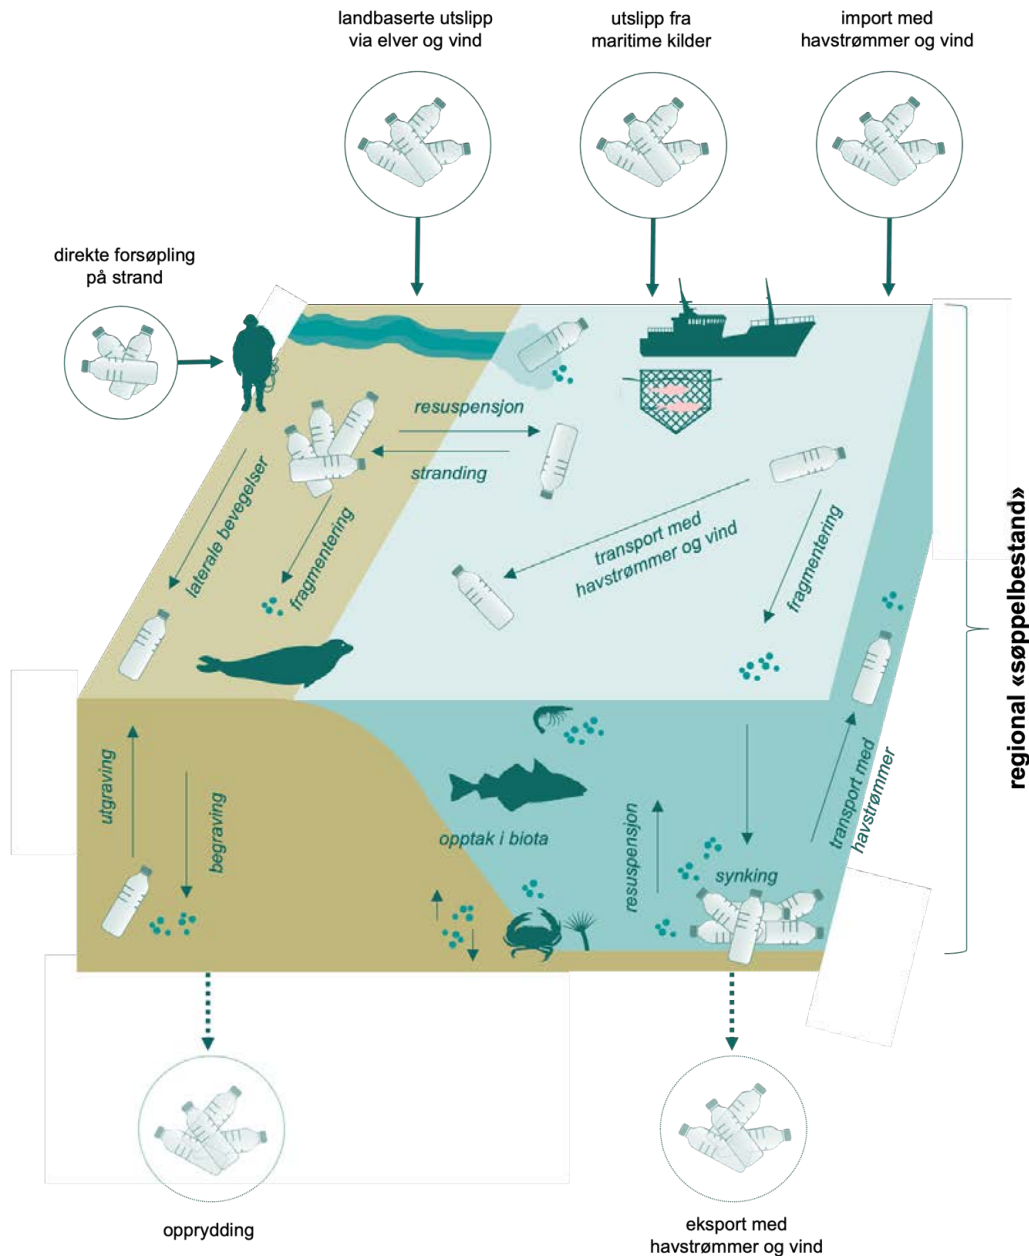 landbaserte utslipp
via elver og vind
utslipp fra
maritime kilder
import med
havstrømmer og vind
direkte forsøpling
på strand
resuspensjon
stranding
laterale bevegelser
fragmentering
transport med
havstrømmer og vind
fragmentering
regional «søppelbestand»
utgraving
begraving
opptak i biota
resuspensjon
synking
transport med
havstrømmer
opprydding
eksport med
havstrømmer og vind